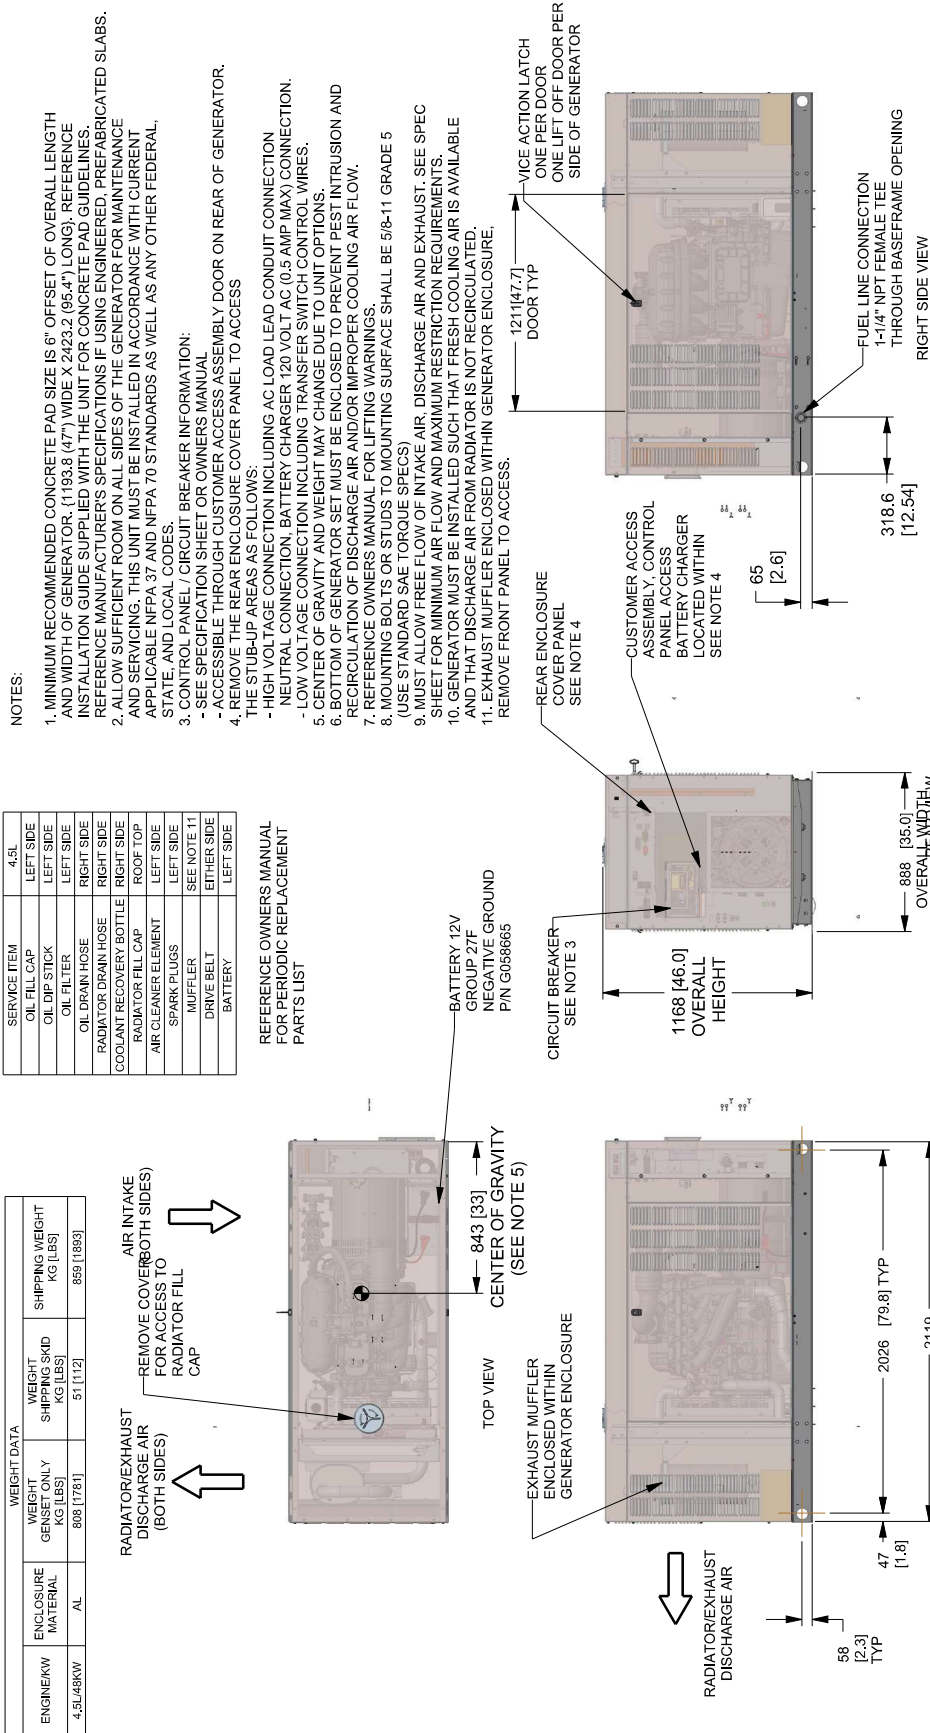 WEIGHT DATA
ENGINE/KW
ENCLOSURE
MATERIAL
WEIGHT
GENSET ONLY
KG [LBS]
WEIGHT
SHIPPING SKID
KG [LBS]
SHIPPING WEIGHT
KG [LBS]
4.5L/48KW
AL
808 [1781]
51 [112]
859 [1893]
SERVICE ITEM
4.5L
OIL FILL CAP
LEFT SIDE
OIL DIP STICK
LEFT SIDE
OIL FILTER
LEFT SIDE
OIL DRAIN HOSE
RIGHT SIDE
RADIATOR DRAIN HOSE
RIGHT SIDE
COOLANT RECOVERY BOTTLE
RIGHT SIDE
RADIATOR FILL CAP
ROOF TOP
AIR CLEANER ELEMENT
LEFT SIDE
SPARK PLUGS
LEFT SIDE
MUFFLER
SEE NOTE 11
DRIVE BELT
EITHER SIDE
BATTERY
LEFT SIDE
REFERENCE OWNERS MANUAL
FOR PERIODIC REPLACEMENT
PARTS LIST
NOTES:
1. MINIMUM RECOMMENDED CONCRETE PAD SIZE IS 6" OFFSET OF OVERALL LENGTH
AND WIDTH OF GENERATOR. {1193.8 (47") WIDE X 2423.2 (95.4") LONG}, REFERENCE
INSTALLATION GUIDE SUPPLIED WITH THE UNIT FOR CONCRETE PAD GUIDELINES.
REFERENCE MANUFACTURER'S SPECIFICATIONS IF USING ENGINEERED, PREFABRICATED SLABS.
2. ALLOW SUFFICIENT ROOM ON ALL SIDES OF THE GENERATOR FOR MAINTENANCE
AND SERVICING. THIS UNIT MUST BE INSTALLED IN ACCORDANCE WITH CURRENT
APPLICABLE NFPA 37 AND NFPA 70 STANDARDS AS WELL AS ANY OTHER FEDERAL,
STATE, AND LOCAL CODES.
3. CONTROL PANEL / CIRCUIT BREAKER INFORMATION:
- SEE SPECIFICATION SHEET OR OWNERS MANUAL
- ACCESSIBLE THROUGH CUSTOMER ACCESS ASSEMBLY DOOR ON REAR OF GENERATOR.
4. REMOVE THE REAR ENCLOSURE COVER PANEL TO ACCESS
THE STUB-UP AREAS AS FOLLOWS:
- HIGH VOLTAGE CONNECTION INCLUDING AC LOAD LEAD CONDUIT CONNECTION
NEUTRAL CONNECTION, BATTERY CHARGER 120 VOLT AC (0.5 AMP MAX) CONNECTION.
- LOW VOLTAGE CONNECTION INCLUDING TRANSFER SWITCH CONTROL WIRES.
5. CENTER OF GRAVITY AND WEIGHT MAY CHANGE DUE TO UNIT OPTIONS.
6. BOTTOM OF GENERATOR SET MUST BE ENCLOSED TO PREVENT PEST INTRUSION AND
RECIRCULATION OF DISCHARGE AIR AND/OR IMPROPER COOLING AIR FLOW.
7. REFERENCE OWNERS MANUAL FOR LIFTING WARNINGS.
8. MOUNTING BOLTS OR STUDS TO MOUNTING SURFACE SHALL BE 5/8-11 GRADE 5
(USE STANDARD SAE TORQUE SPECS)
9. MUST ALLOW FREE FLOW OF INTAKE AIR, DISCHARGE AIR AND EXHAUST. SEE SPEC
SHEET FOR MINIMUM AIR FLOW AND MAXIMUM RESTRICTION REQUIREMENTS.
10. GENERATOR MUST BE INSTALLED SUCH THAT FRESH COOLING AIR IS AVAILABLE
AND THAT DISCHARGE AIR FROM RADIATOR IS NOT RECIRCULATED.
11. EXHAUST MUFFLER ENCLOSED WITHIN GENERATOR ENCLOSURE,
REMOVE FRONT PANEL TO ACCESS.
RADIATOR/EXHAUST
DISCHARGE AIR
(BOTH SIDES)
REMOVE COVER
FOR ACCESS TO
RADIATOR FILL
CAP
AIR INTAKE
(BOTH SIDES)
BATTERY 12V
GROUP 27F
NEGATIVE GROUND
P/N G058665
843 [33]
CENTER OF GRAVITY
(SEE NOTE 5)
TOP VIEW
EXHAUST MUFFLER
ENCLOSED WITHIN
GENERATOR ENCLOSURE
RADIATOR/EXHAUST
DISCHARGE AIR
58
[2.3]
TYP
47
[1.8]
2026 [79.8] TYP
2119
CIRCUIT BREAKER
SEE NOTE 3
REAR ENCLOSURE
COVER PANEL
SEE NOTE 4
CUSTOMER ACCESS
ASSEMBLY, CONTROL
PANEL ACCESS
BATTERY CHARGER
LOCATED WITHIN
SEE NOTE 4
1168 [46.0]
OVERALL
HEIGHT
888 [35.0]
OVERALL WIDTH
REAR VIEW
VICE ACTION LATCH
ONE PER DOOR
ONE LIFT OFF DOOR PER
SIDE OF GENERATOR
1211[47.7]
DOOR TYP
65
[2.6]
318.6
[12.54]
FUEL LINE CONNECTION
1-1/4" NPT FEMALE TEE
THROUGH BASEFRAME OPENING
RIGHT SIDE VIEW